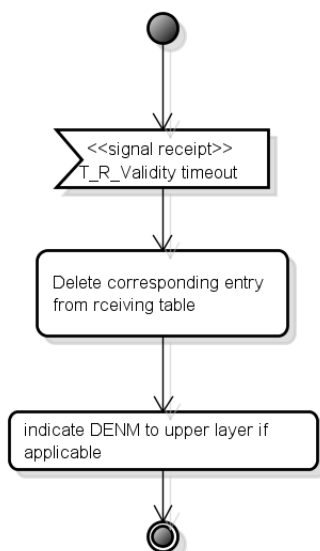 <<signal receipt>>
T_R_Validity timeout
Delete corresponding entry
from rceiving table
indicate DENM to upper layer if
applicable